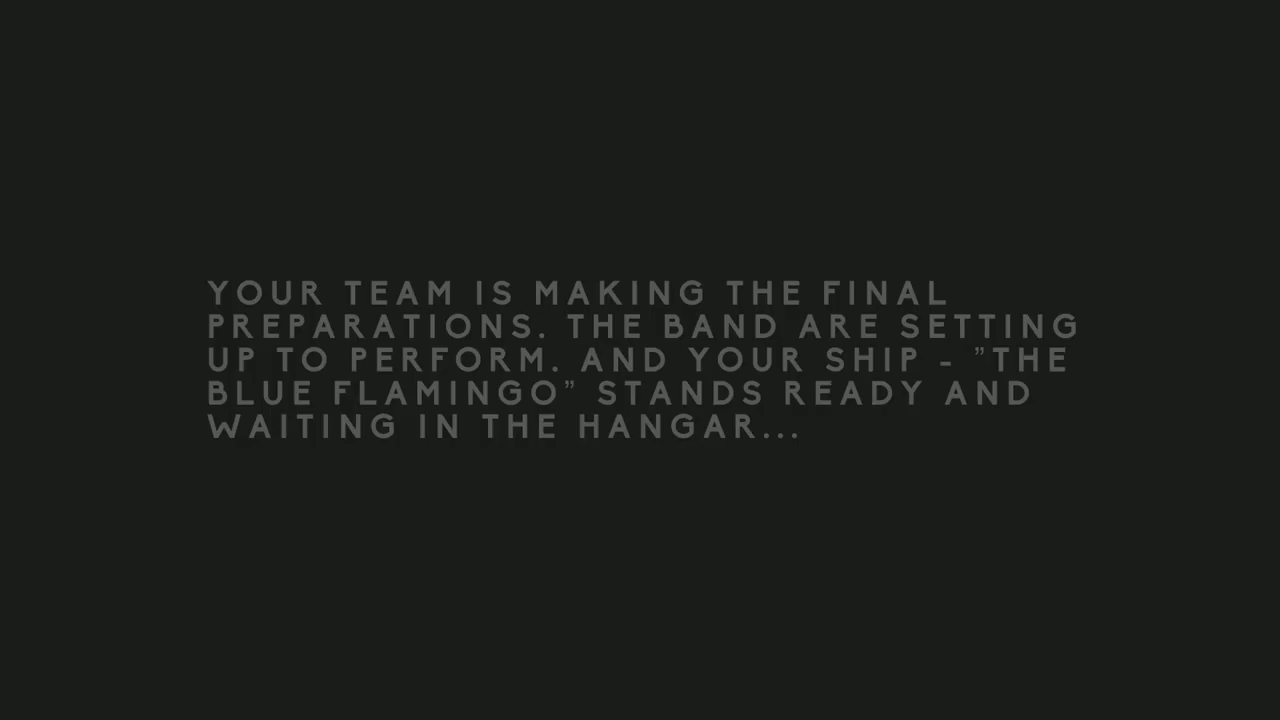 YOUR TEAM IS MAKING THE FINAL
PREPARATIONS. THE BAND ARE SETTING
UP TO PERFORM. AND YOUR SHIP - ”THE
BLUE FLAMINGO” STANDS READY AND
WAITING IN THE HANGAR...